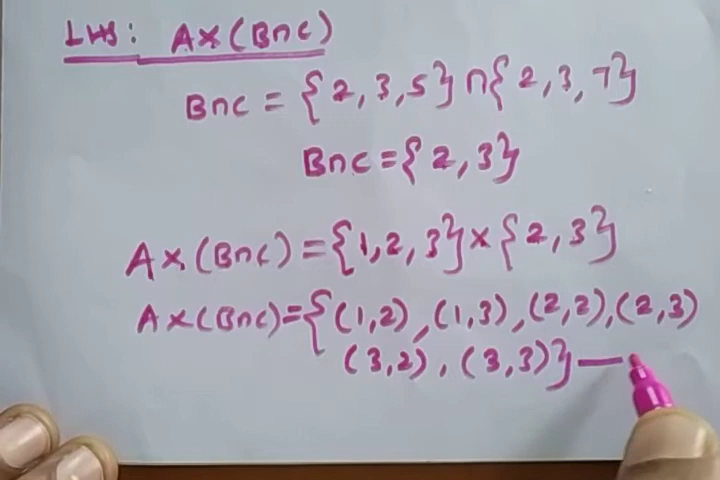 LHS: A×(B∩C)
B∩C = {2,3,5}∩{2,3,7}
B∩C={2,3}
A×(B∩C)={1,2,3}×{2,3}
A×(B∩C)={(1,2),(1,3),(2,2),(2,3)
(3,2),(3,3)}—